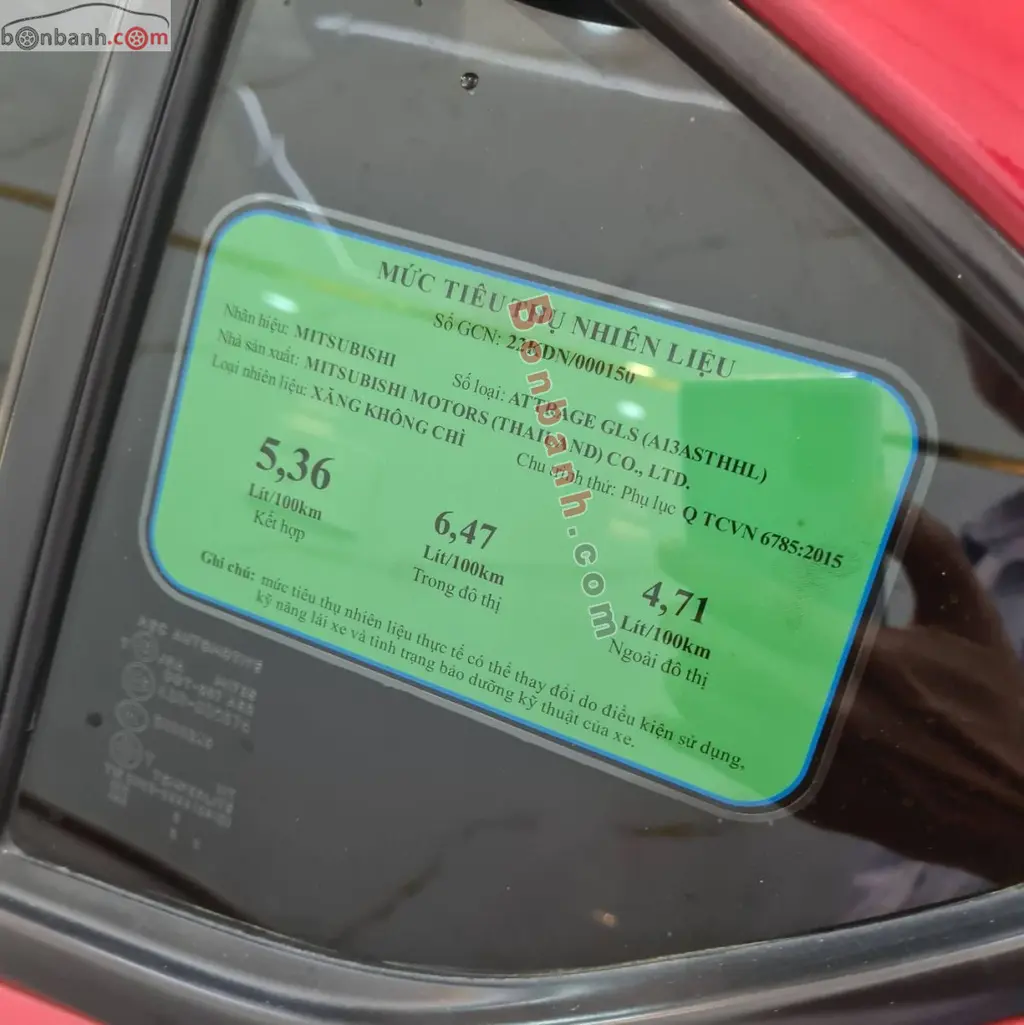 bonbanh.com
MỨC TIÊU THỤ NHIÊN LIỆU
Số GCN: 22KDN/000150
Nhãn hiệu: MITSUBISHI
Số loại: ATTRAGE GLS (A13ASTHHL)
Nhà sản xuất: MITSUBISHI MOTORS (THAILAND) CO., LTD.
Loại nhiên liệu: XĂNG KHÔNG CHÌ
Chu trình thử: Phụ lục Q TCVN 6785:2015
5,36
Lít/100km
Kết hợp
6,47
Lít/100km
Trong đô thị
4,71
Lít/100km
Ngoài đô thị
Ghi chú: mức tiêu thụ nhiên liệu thực tế có thể thay đổi do điều kiện sử dụng,
kỹ năng lái xe và tình trạng bảo dưỡng kỹ thuật của xe.
Bonbanh.com